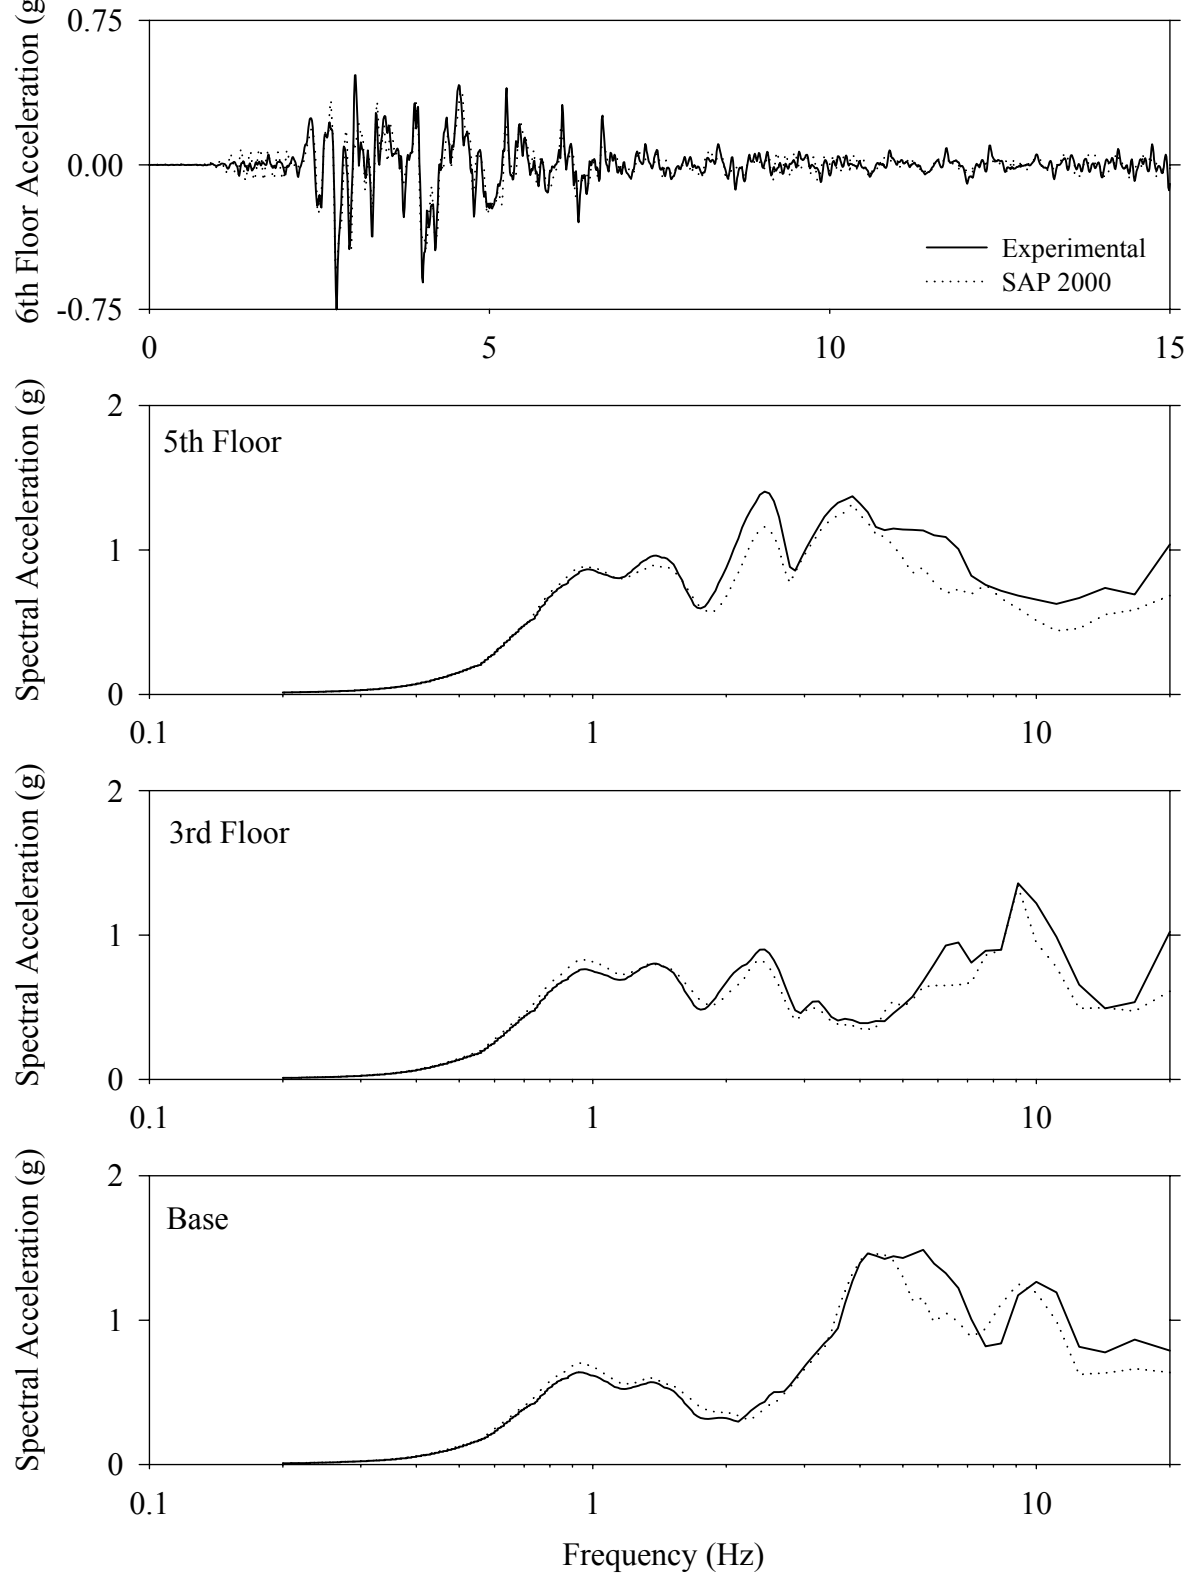 6th Floor Acceleration (g
0.75
0.00
-0.75
Experimental
SAP 2000
0
5
10
15
Spectral Acceleration (g)
2
1
0
5th Floor
0.1
1
10
Spectral Acceleration (g)
2
1
0
3rd Floor
0.1
1
10
Spectral Acceleration (g)
2
1
0
Base
0.1
1
10
Frequency (Hz)